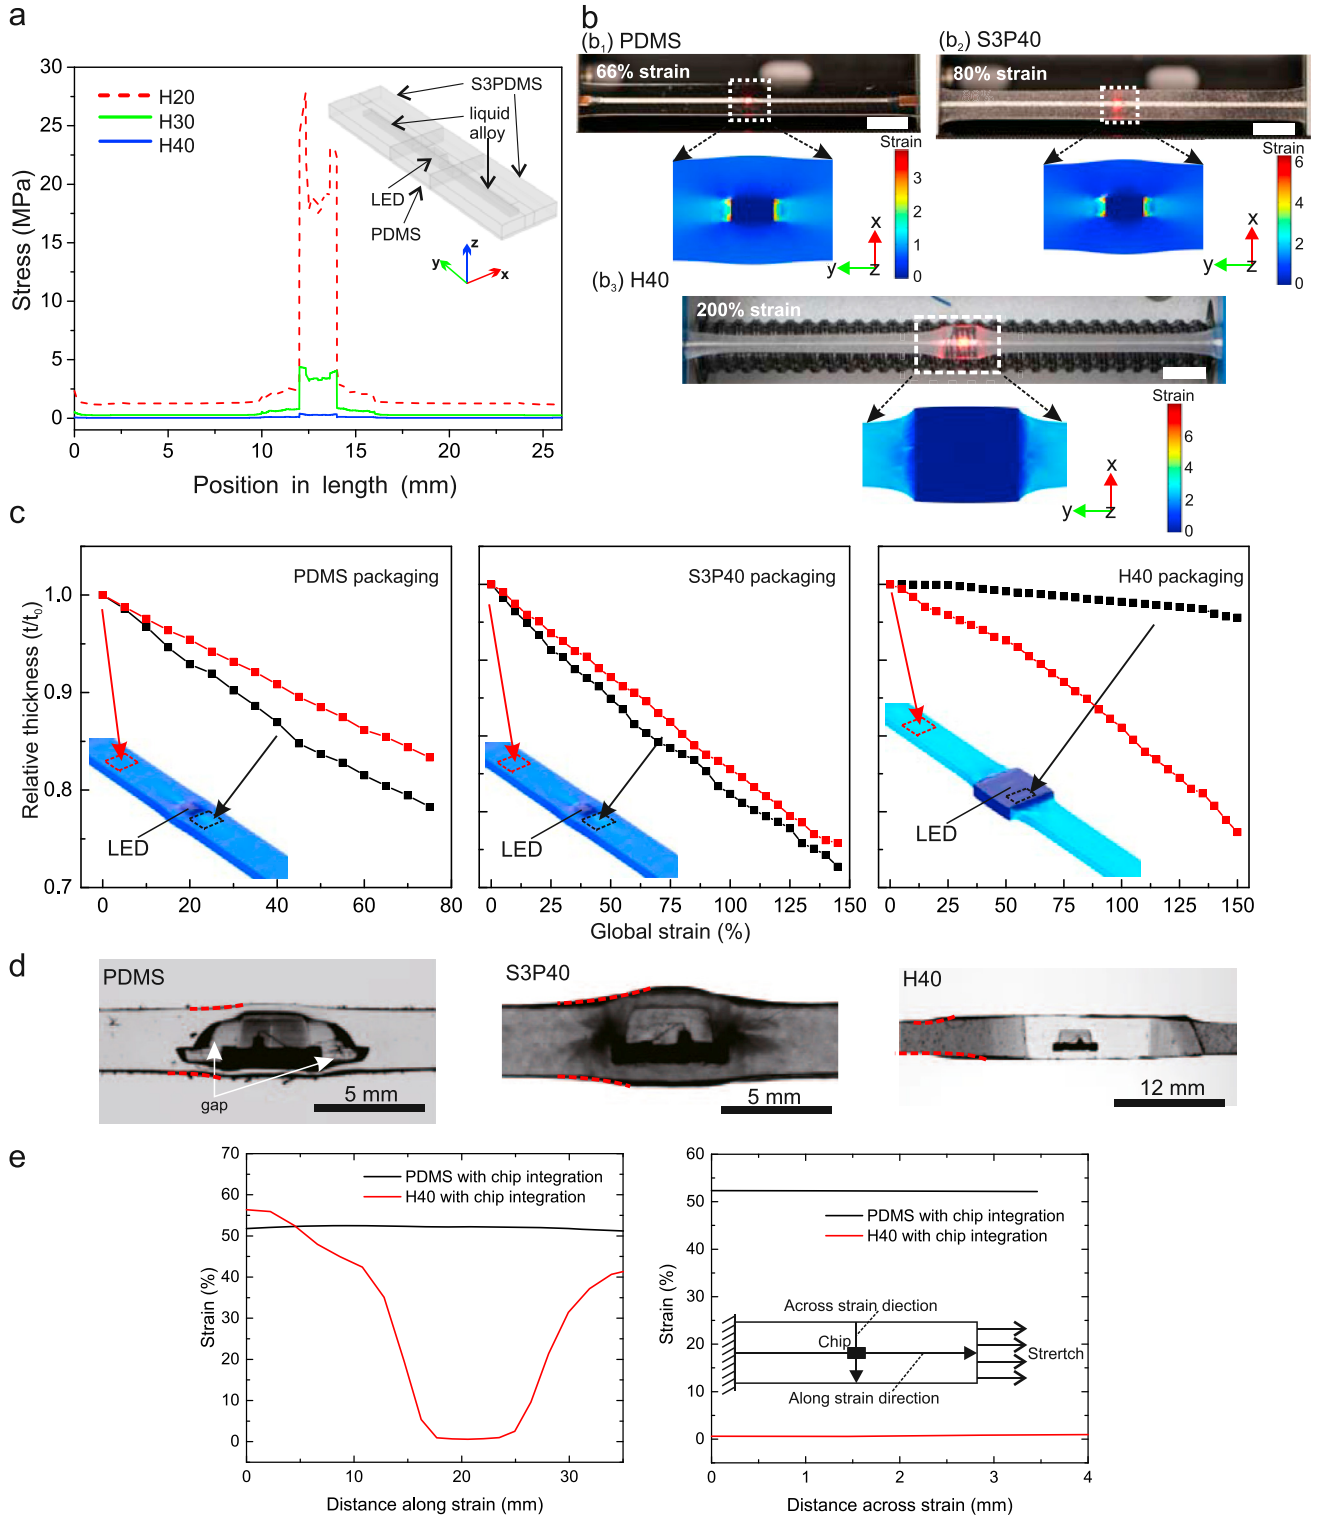 a
30
25
20
15
10
5
0
Stress (MPa)
H20
H30
H40
S3PDMS
liquid
alloy
LED
PDMS
z
y
x
0
5
10
15
20
25
Position in length (mm)
b
(b1) PDMS
66% strain
Strain
3
2
1
0
x
y
z
(b2) S3P40
80% strain
Strain
6
4
2
0
x
y
z
(b3) H40
200% strain
Strain
6
4
2
0
x
y
z
c
Relative thickness (t/t0)
1.0
0.9
0.8
0.7
PDMS packaging
LED
0
20
40
60
80
S3P40 packaging
LED
0
25
50
75
100
125
150
H40 packaging
LED
0
25
50
75
100
125
150
Global strain (%)
d
PDMS
gap
5 mm
S3P40
5 mm
H40
12 mm
e
70
60
50
40
30
20
10
0
Strain (%)
PDMS with chip integration
H40 with chip integration
0
10
20
30
Distance along strain (mm)
60
50
40
30
20
10
0
Strain (%)
PDMS with chip integration
H40 with chip integration
Across strain diection
Chip
Strertch
Along strain direction
0
1
2
3
4
Distance across strain (mm)